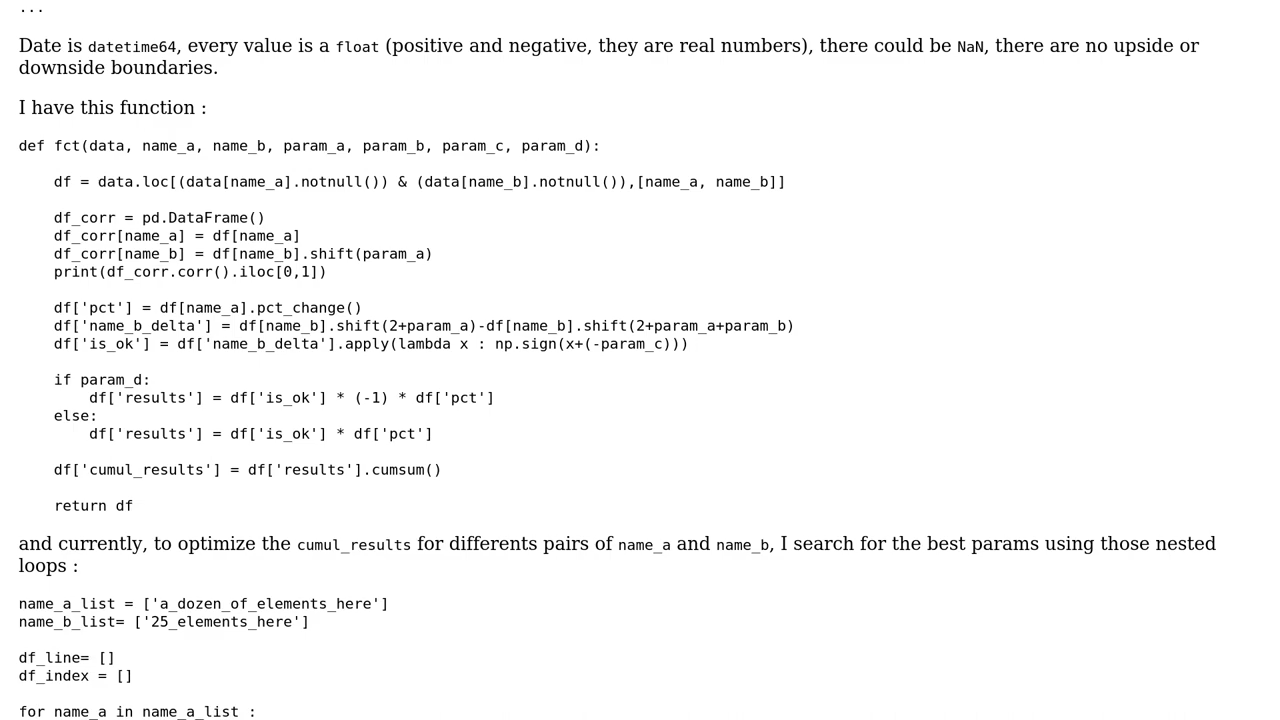 ...
Date is datetime64, every value is a float (positive and negative, they are real numbers), there could be NaN, there are no upside or
downside boundaries.
I have this function :
def fct(data, name_a, name_b, param_a, param_b, param_c, param_d):
    df = data.loc[(data[name_a].notnull()) & (data[name_b].notnull()),[name_a, name_b]]
    df_corr = pd.DataFrame()
    df_corr[name_a] = df[name_a]
    df_corr[name_b] = df[name_b].shift(param_a)
    print(df_corr.corr().iloc[0,1])
    df['pct'] = df[name_a].pct_change()
    df['name_b_delta'] = df[name_b].shift(2+param_a)-df[name_b].shift(2+param_a+param_b)
    df['is_ok'] = df['name_b_delta'].apply(lambda x : np.sign(x+(-param_c)))
    if param_d:
        df['results'] = df['is_ok'] * (-1) * df['pct']
    else:
        df['results'] = df['is_ok'] * df['pct']
    df['cumul_results'] = df['results'].cumsum()
    return df
and currently, to optimize the cumul_results for differents pairs of name_a and name_b, I search for the best params using those nested
loops :
name_a_list = ['a_dozen_of_elements_here']
name_b_list= ['25_elements_here']
df_line= []
df_index = []
for name_a in name_a_list :